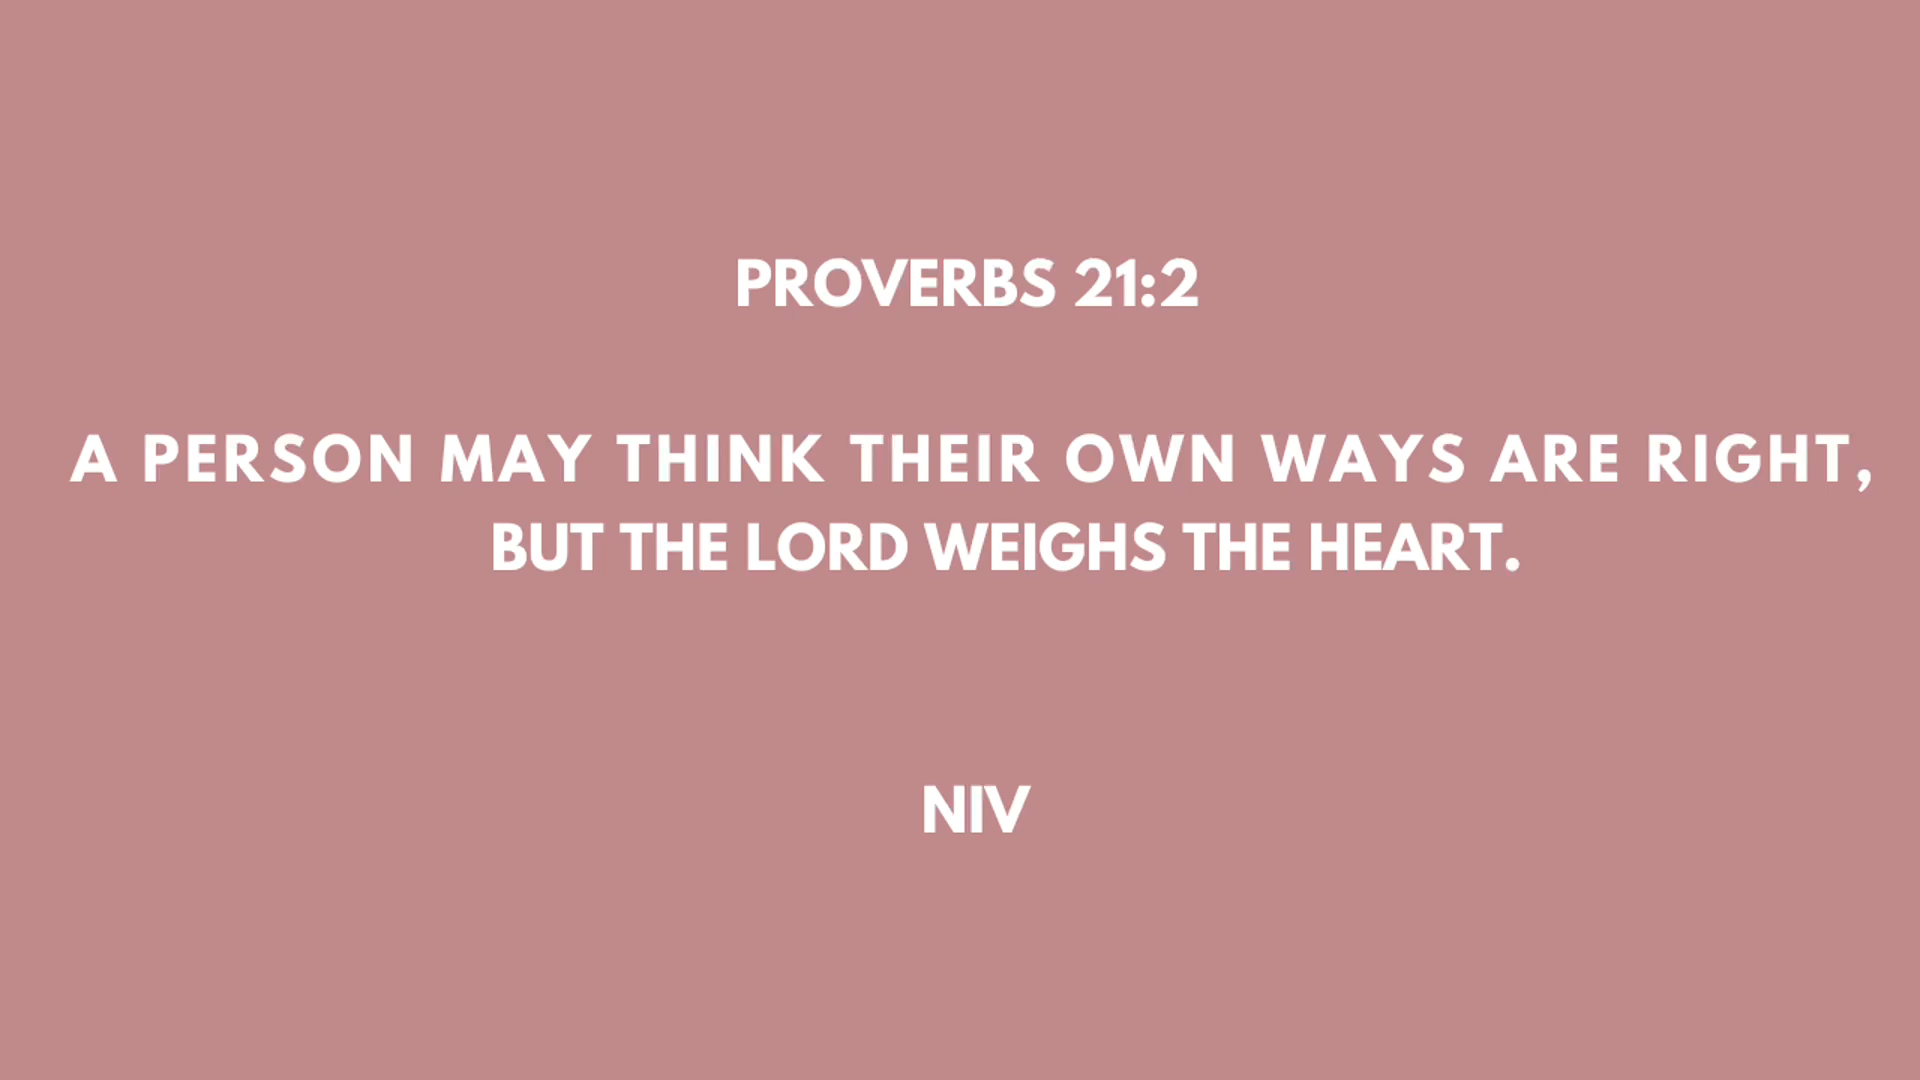 PROVERBS 21:2
A PERSON MAY THINK THEIR OWN WAYS ARE RIGHT,
BUT THE LORD WEIGHS THE HEART.
NIV